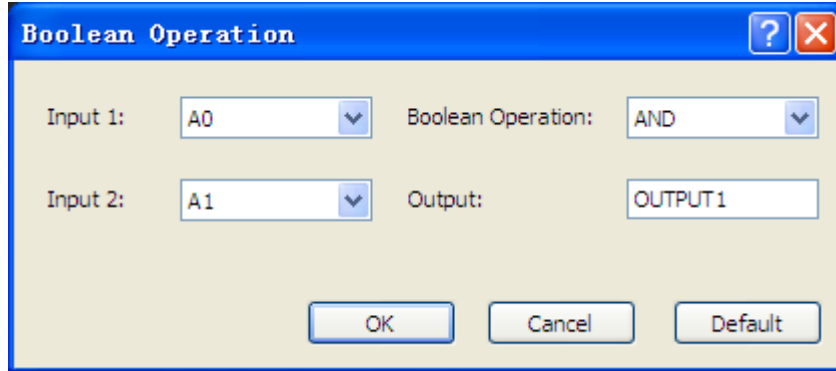 Boolean Operation
Input 1: A0 Boolean Operation: AND
Input 2: A1 Output: OUTPUT1
OK Cancel Default